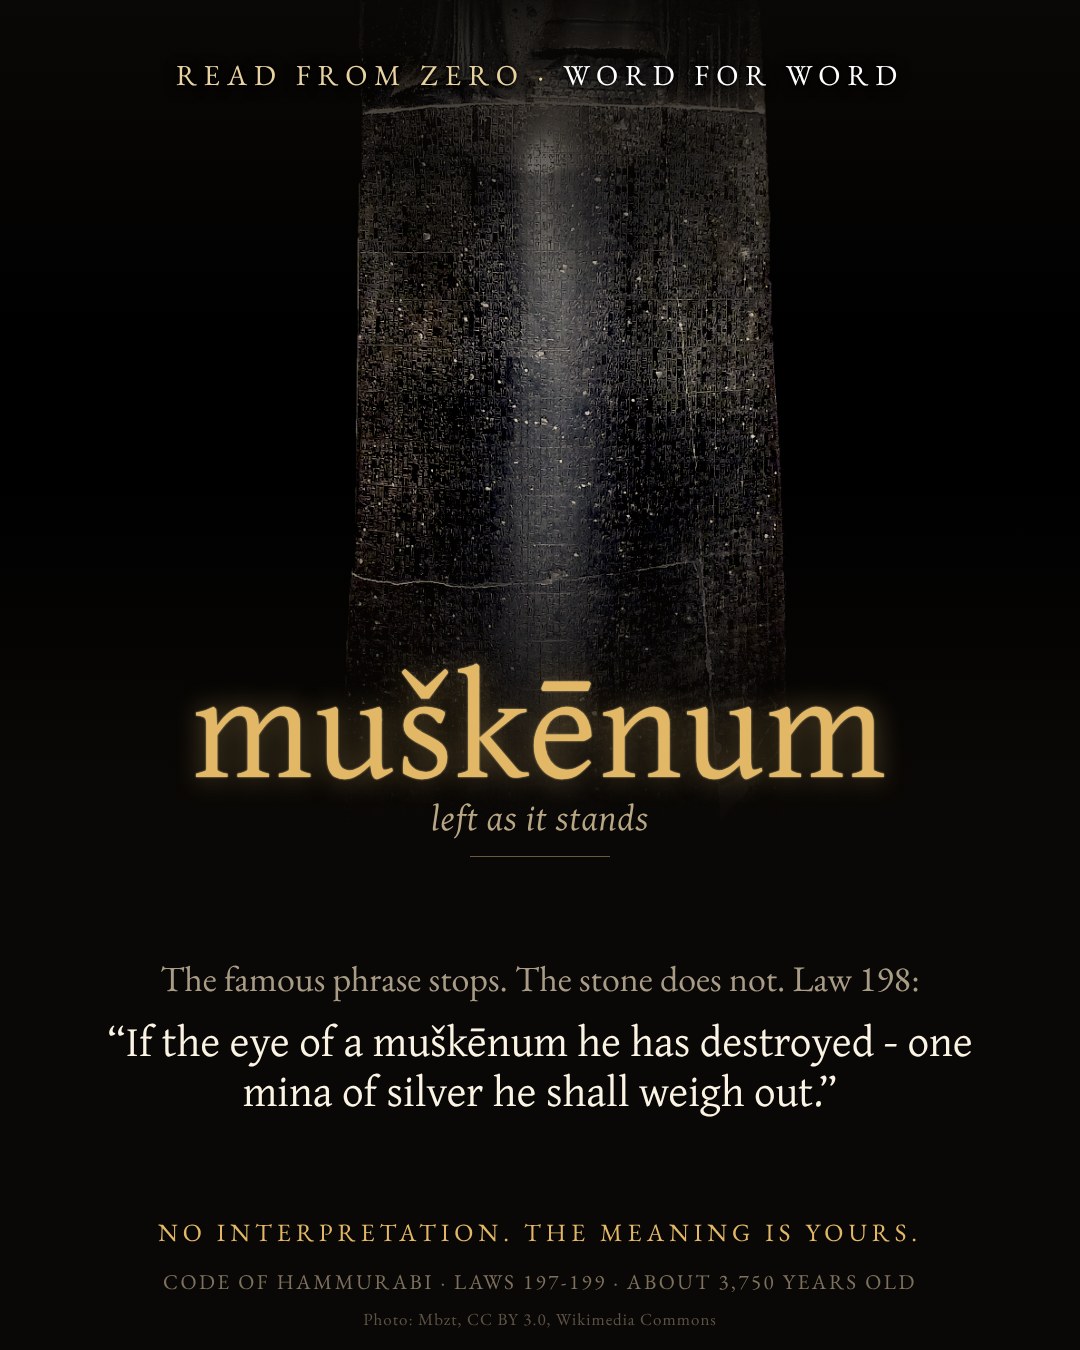 READ FROM ZERO · WORD FOR WORD
muškēnum
left as it stands
The famous phrase stops. The stone does not. Law 198:
“If the eye of a muškēnum he has destroyed - one
mina of silver he shall weigh out.”
NO INTERPRETATION. THE MEANING IS YOURS.
CODE OF HAMMURABI · LAWS 197-199 · ABOUT 3,750 YEARS OLD
Photo: Mbzt, CC BY 3.0, Wikimedia Commons